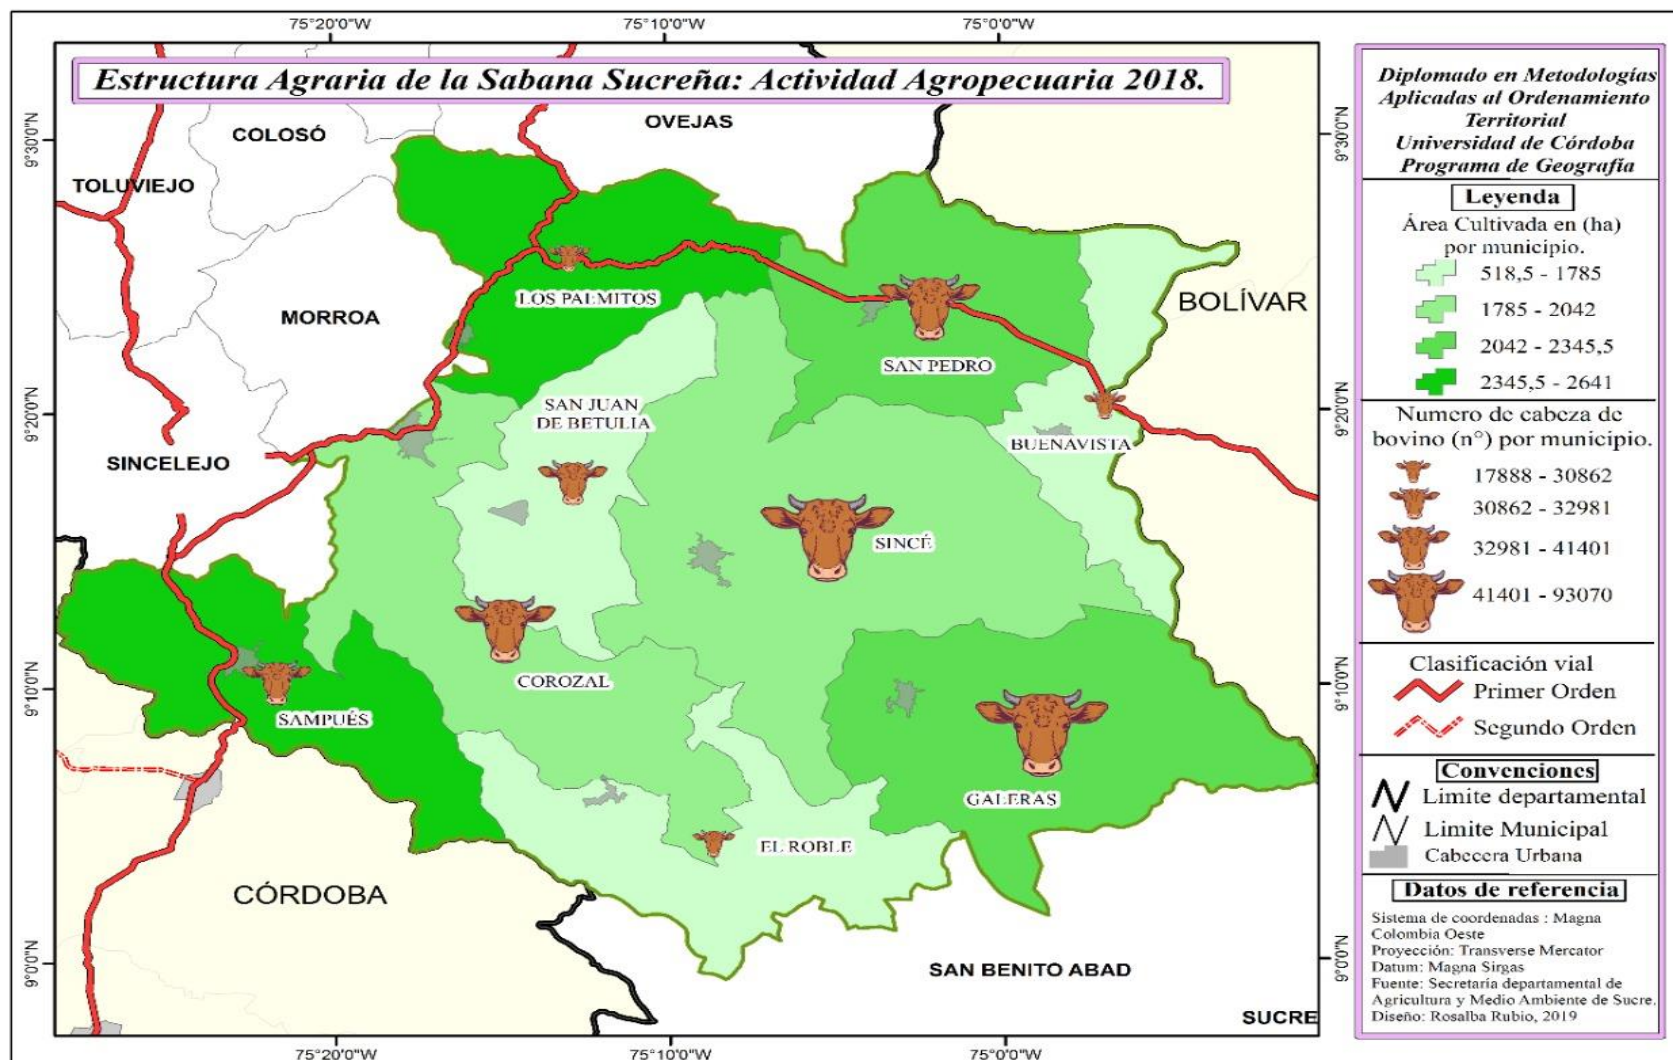 75°20'0"W
75°10'0"W
75°0'0"W
Estructura Agraria de la Sabana Sucreña: Actividad Agropecuaria 2018.
9°30'0"N
9°20'0"N
9°10'0"N
9°0'0"N
COLOSÓ
OVEJAS
TOLUVIEJO
MORROA
LOS PALMITOS
BOLÍVAR
SAN PEDRO
SAN JUAN
DE BETULIA
BUENAVISTA
SINCELEJO
SINCÉ
COROZAL
SAMPUÉS
GALERAS
EL ROBLE
CÓRDOBA
SAN BENITO ABAD
SUCRE
9°30'0"N
9°20'0"N
9°10'0"N
9°0'0"N
75°20'0"W
75°10'0"W
75°0'0"W
Diplomado en Metodologías
Aplicadas al Ordenamiento
Territorial
Universidad de Córdoba
Programa de Geografía
Leyenda
Área Cultivada en (ha)
por municipio.
518,5 - 1785
1785 - 2042
2042 - 2345,5
2345,5 - 2641
Numero de cabeza de
bovino (n°) por municipio.
17888 - 30862
30862 - 32981
32981 - 41401
41401 - 93070
Clasificación vial
Primer Orden
Segundo Orden
Convenciones
Limite departamental
Limite Municipal
Cabecera Urbana
Datos de referencia
Sistema de coordenadas : Magna
Colombia Oeste
Proyección: Transverse Mercator
Datum: Magna Sirgas
Fuente: Secretaría departamental de
Agricultura y Medio Ambiente de Sucre.
Diseño: Rosalba Rubio, 2019